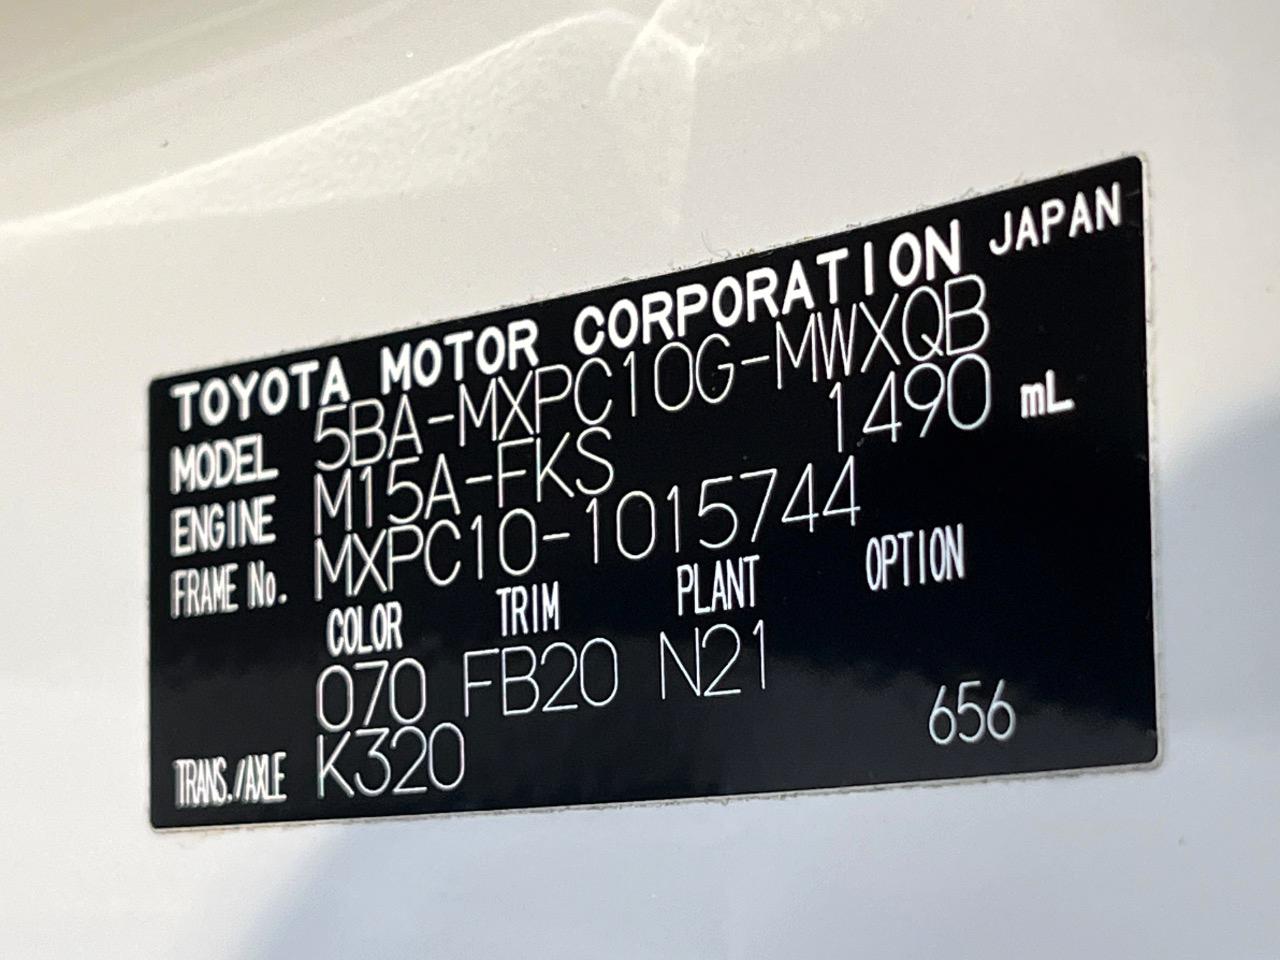 TOYOTA MOTOR CORPORATION JAPAN
MODEL 5BA-MXPC10G-MWXQB
ENGINE M15A-FKS 1490 mL
FRAME No. MXPC10-1015744
COLOR TRIM PLANT OPTION
070 FB20 N21
TRANS./AXLE K320 656